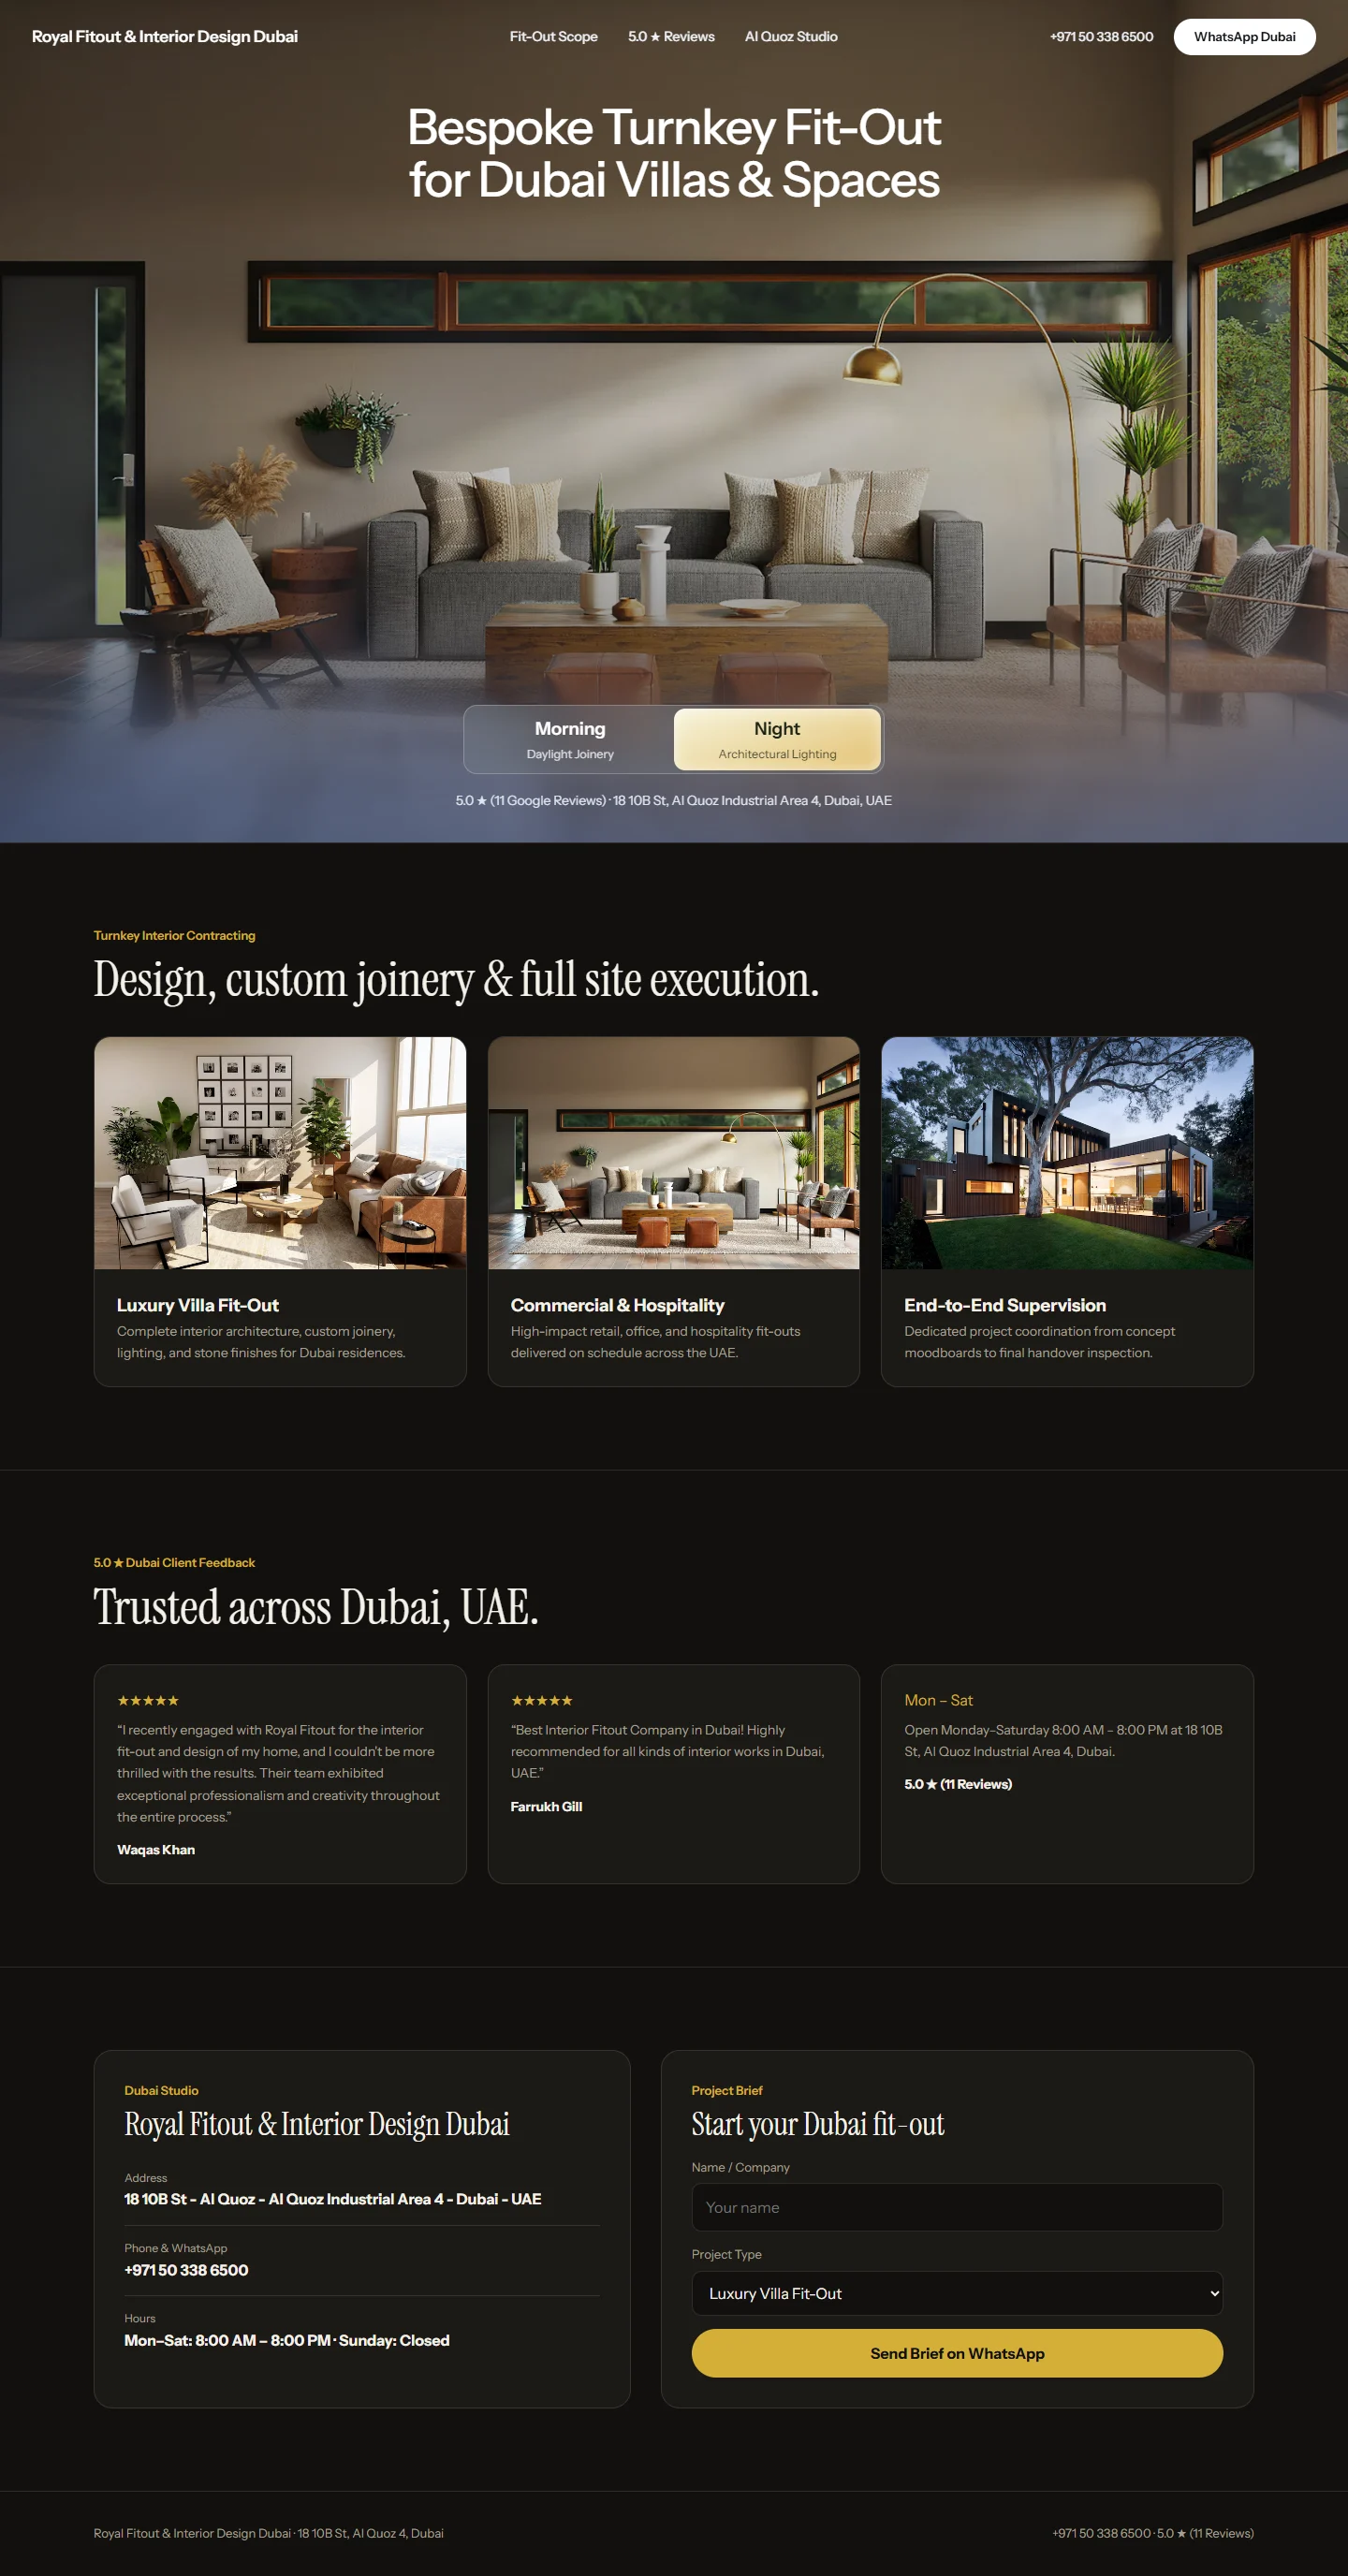 Royal Fitout & Interior Design Dubai
Fit-Out Scope
5.0 ★ Reviews
Al Quoz Studio
+971 50 338 6500
WhatsApp Dubai
Bespoke Turnkey Fit-Out
for Dubai Villas & Spaces
Morning
Daylight Joinery
Night
Architectural Lighting
5.0 ★ (11 Google Reviews) · 18 10B St, Al Quoz Industrial Area 4, Dubai, UAE
Turnkey Interior Contracting
Design, custom joinery & full site execution.
Luxury Villa Fit-Out
Complete interior architecture, custom joinery,
lighting, and stone finishes for Dubai residences.
Commercial & Hospitality
High-impact retail, office, and hospitality fit-outs
delivered on schedule across the UAE.
End-to-End Supervision
Dedicated project coordination from concept
moodboards to final handover inspection.
5.0 ★ Dubai Client Feedback
Trusted across Dubai, UAE.
★★★★★
“I recently engaged with Royal Fitout for the interior
fit-out and design of my home, and I couldn't be more
thrilled with the results. Their team exhibited
exceptional professionalism and creativity throughout
the entire process.”
Waqas Khan
★★★★★
“Best Interior Fitout Company in Dubai! Highly
recommended for all kinds of interior works in Dubai,
UAE.”
Farrukh Gill
Mon – Sat
Open Monday–Saturday 8:00 AM – 8:00 PM at 18 10B
St, Al Quoz Industrial Area 4, Dubai.
5.0 ★ (11 Reviews)
Dubai Studio
Royal Fitout & Interior Design Dubai
Address
18 10B St - Al Quoz - Al Quoz Industrial Area 4 - Dubai - UAE
Phone & WhatsApp
+971 50 338 6500
Hours
Mon–Sat: 8:00 AM – 8:00 PM · Sunday: Closed
Project Brief
Start your Dubai fit-out
Name / Company
Your name
Project Type
Luxury Villa Fit-Out
Send Brief on WhatsApp
Royal Fitout & Interior Design Dubai · 18 10B St, Al Quoz 4, Dubai
+971 50 338 6500 · 5.0 ★ (11 Reviews)